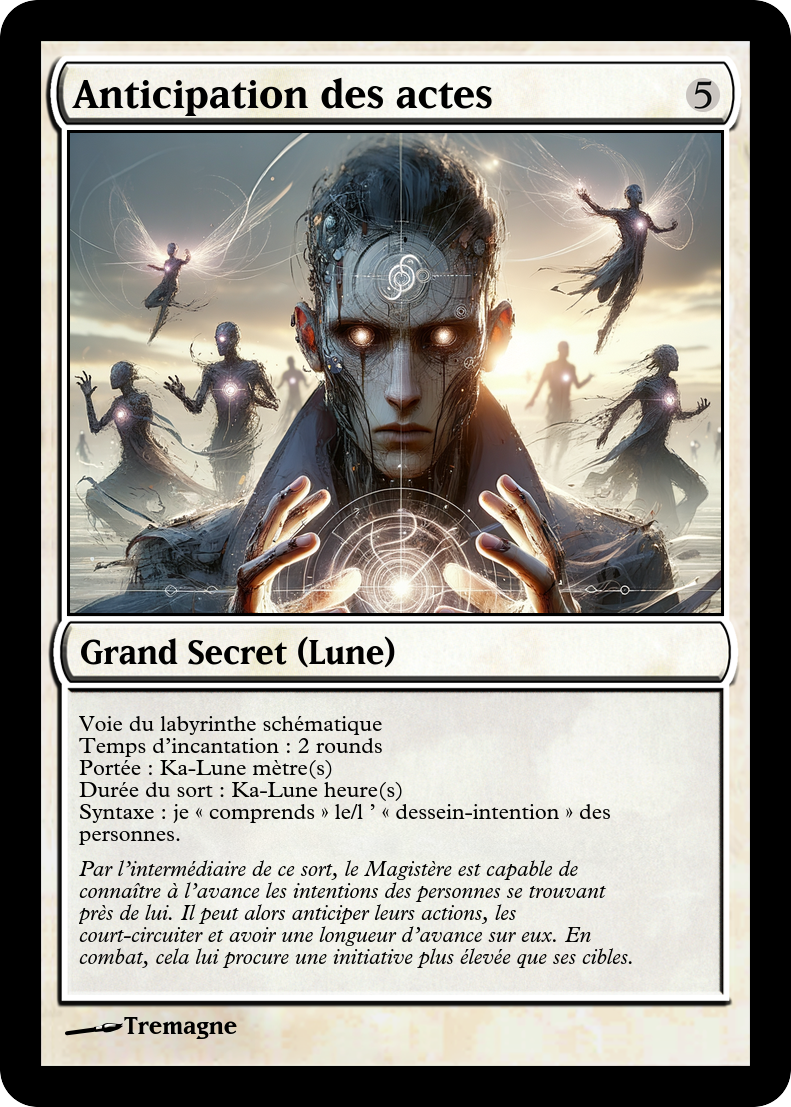 Anticipation des actes 5
Grand Secret (Lune)
Voie du labyrinthe schématique
Temps d'incantation : 2 rounds
Portée : Ka-Lune mètre(s)
Durée du sort : Ka-Lune heure(s)
Syntaxe : je « comprends » le/l ' « dessein-intention » des
personnes.
Par l'intermédiaire de ce sort, le Magistère est capable de
connaître à l'avance les intentions des personnes se trouvant
près de lui. Il peut alors anticiper leurs actions, les
court-circuiter et avoir une longueur d'avance sur eux. En
combat, cela lui procure une initiative plus élevée que ses cibles.
Tremagne